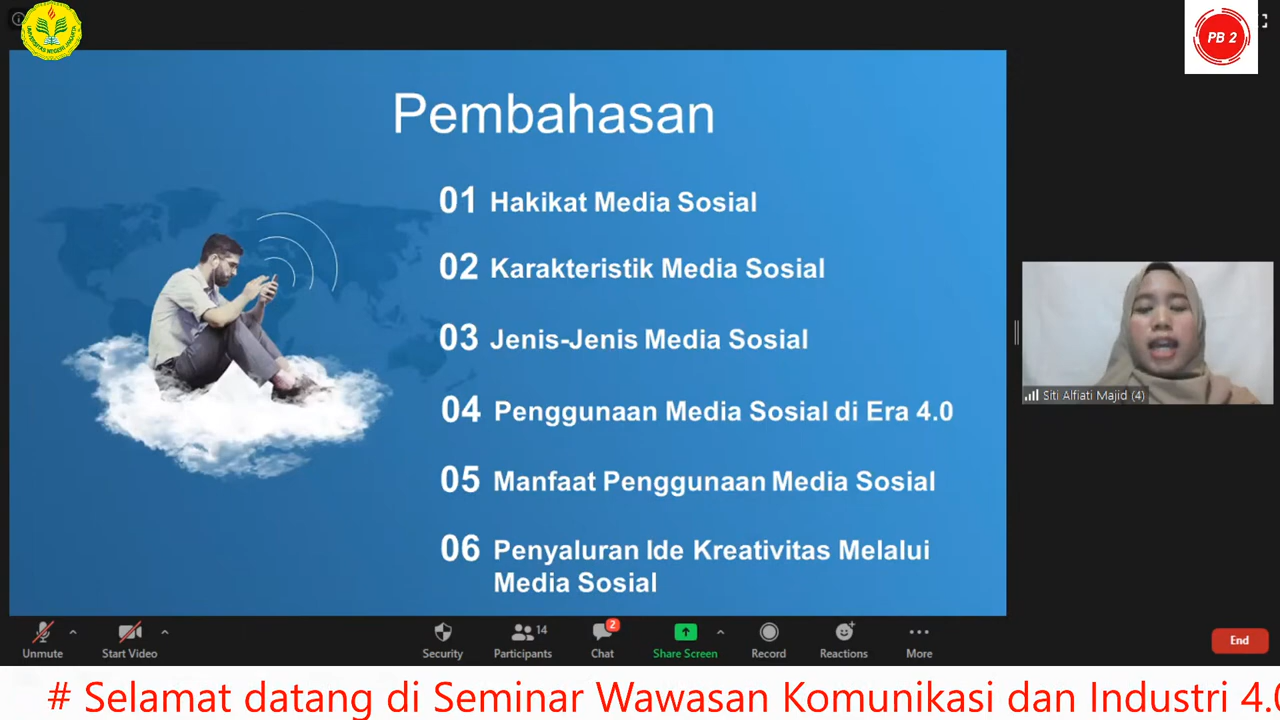 UNIVERSITAS NEGERI JAKARTA
PB 2
Pembahasan
01 Hakikat Media Sosial
02 Karakteristik Media Sosial
03 Jenis-Jenis Media Sosial
04 Penggunaan Media Sosial di Era 4.0
05 Manfaat Penggunaan Media Sosial
06 Penyaluran Ide Kreativitas Melalui
Media Sosial
Siti Alfiati Majid (4)
14
2
Unmute
Start Video
Security
Participants
Chat
Share Screen
Record
Reactions
More
End
# Selamat datang di Seminar Wawasan Komunikasi dan Industri 4.0